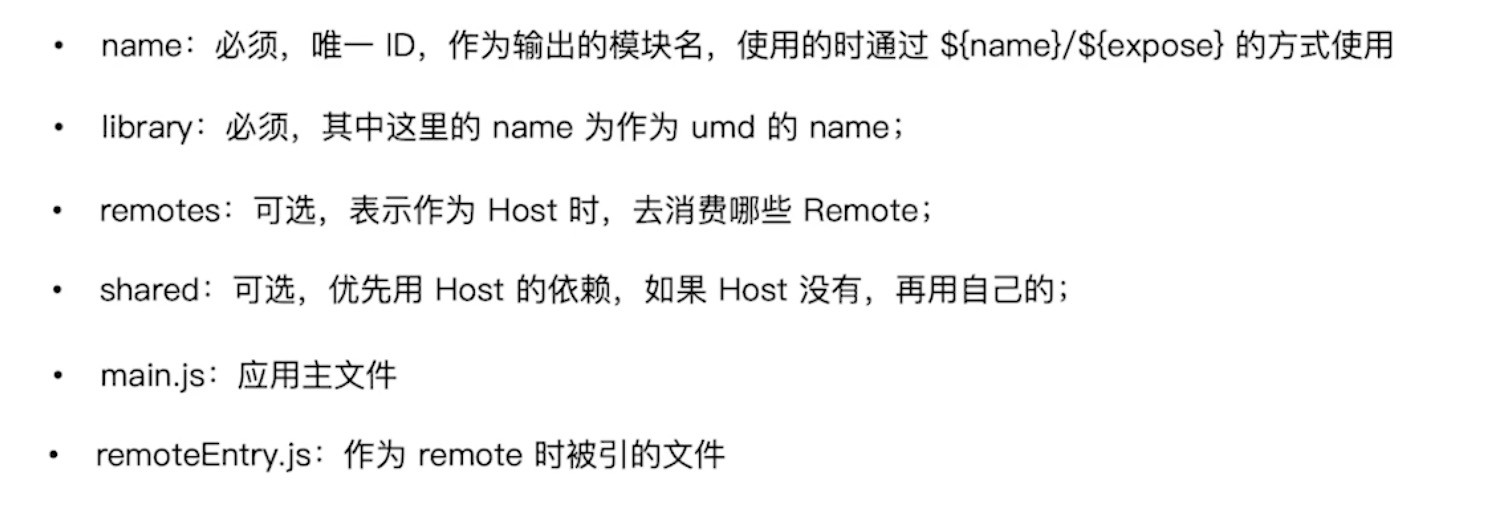 • name：必须，唯一 ID，作为输出的模块名，使用的时通过 ${name}/${expose} 的方式使用
• library：必须，其中这里的 name 为作为 umd 的 name；
• remotes：可选，表示作为 Host 时，去消费哪些 Remote；
• shared：可选，优先用 Host 的依赖，如果 Host 没有，再用自己的；
• main.js：应用主文件
• remoteEntry.js：作为 remote 时被引的文件